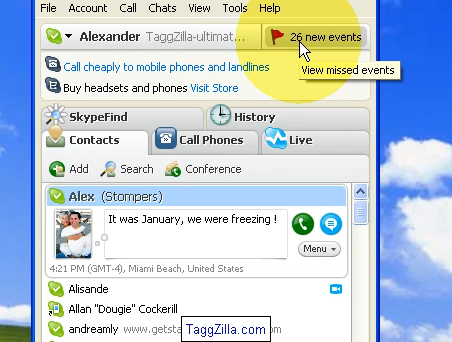 File Account Call Chats View Tools Help
Alexander TaggZilla-ultimat... 26 new events
View missed events
Call cheaply to mobile phones and landlines
Buy headsets and phones Visit Store
SkypeFind History
Contacts Call Phones Live
Add Search Conference
Alex (Stompers)
It was January, we were freezing !
Menu
4:21 PM (GMT-4), Miami Beach, United States
Alisande
Allan "Dougie" Cockerill
andreamly www.getsta om
TaggZilla.com